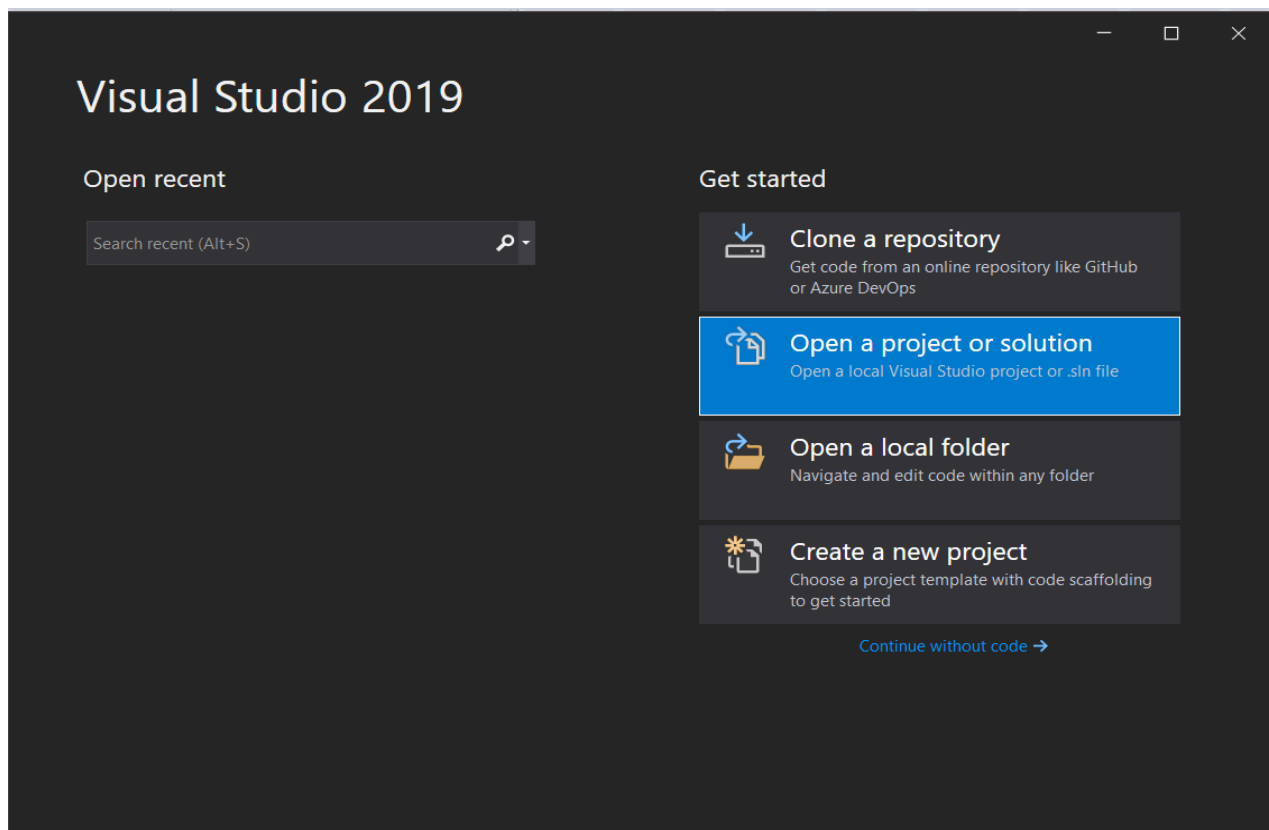 Visual Studio 2019
Open recent
Search recent (Alt+S)
Get started
Clone a repository
Get code from an online repository like GitHub
or Azure DevOps
Open a project or solution
Open a local Visual Studio project or .sln file
Open a local folder
Navigate and edit code within any folder
Create a new project
Choose a project template with code scaffolding
to get started
Continue without code →